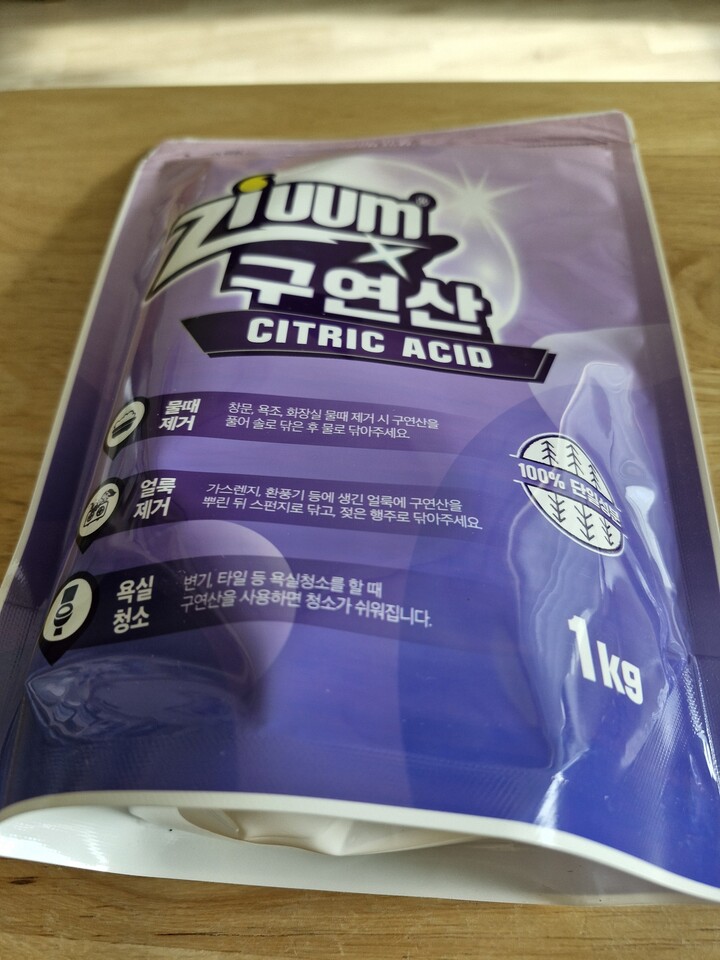 ziuum®
구연산
CITRIC ACID
물때
제거
창문, 욕조, 화장실 물때 제거 시 구연산을
풀어 솔로 닦은 후 물로 닦아주세요.
얼룩
제거
가스렌지, 환풍기 등에 생긴 얼룩에 구연산을
뿌린 뒤 스펀지로 닦고, 젖은 행주로 닦아주세요.
100% 단일성분
욕실
청소
변기, 타일 등 욕실청소를 할 때
구연산을 사용하면 청소가 쉬워집니다.
1kg